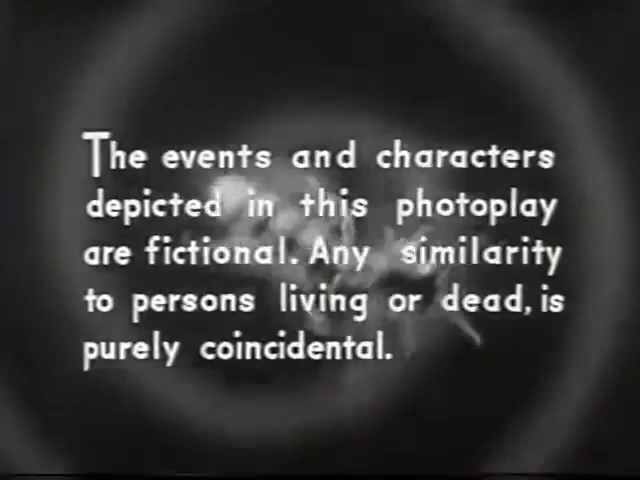 The events and characters
depicted in this photoplay
are fictional. Any similarity
to persons living or dead, is
purely coincidental.